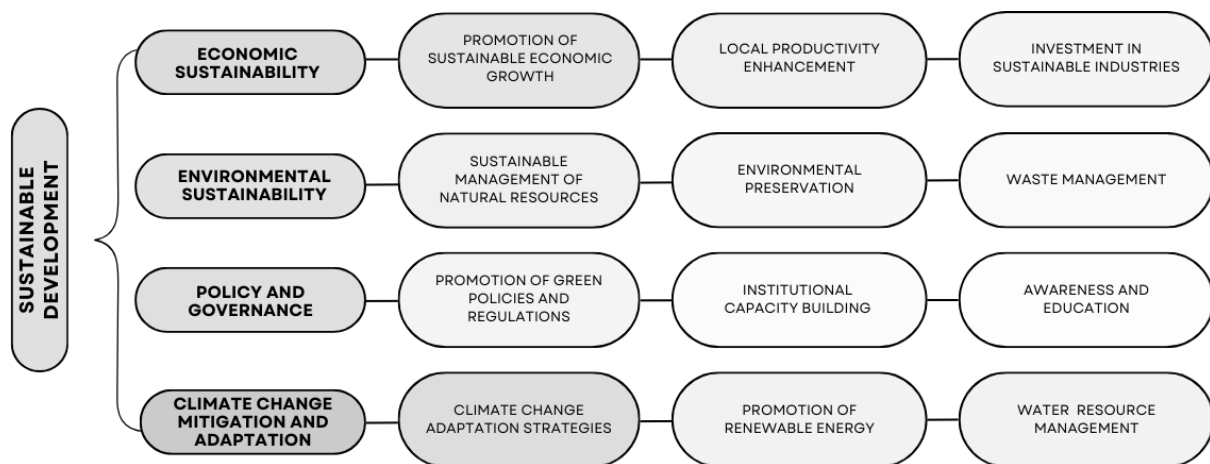 SUSTAINABLE
DEVELOPMENT
ECONOMIC
SUSTAINABILITY
PROMOTION OF
SUSTAINABLE ECONOMIC
GROWTH
LOCAL PRODUCTIVITY
ENHANCEMENT
INVESTMENT IN
SUSTAINABLE INDUSTRIES
ENVIRONMENTAL
SUSTAINABILITY
SUSTAINABLE
MANAGEMENT OF
NATURAL RESOURCES
ENVIRONMENTAL
PRESERVATION
WASTE MANAGEMENT
POLICY AND
GOVERNANCE
PROMOTION OF GREEN
POLICIES AND
REGULATIONS
INSTITUTIONAL
CAPACITY BUILDING
AWARENESS AND
EDUCATION
CLIMATE CHANGE
MITIGATION AND
ADAPTATION
CLIMATE CHANGE
ADAPTATION STRATEGIES
PROMOTION OF
RENEWABLE ENERGY
WATER RESOURCE
MANAGEMENT